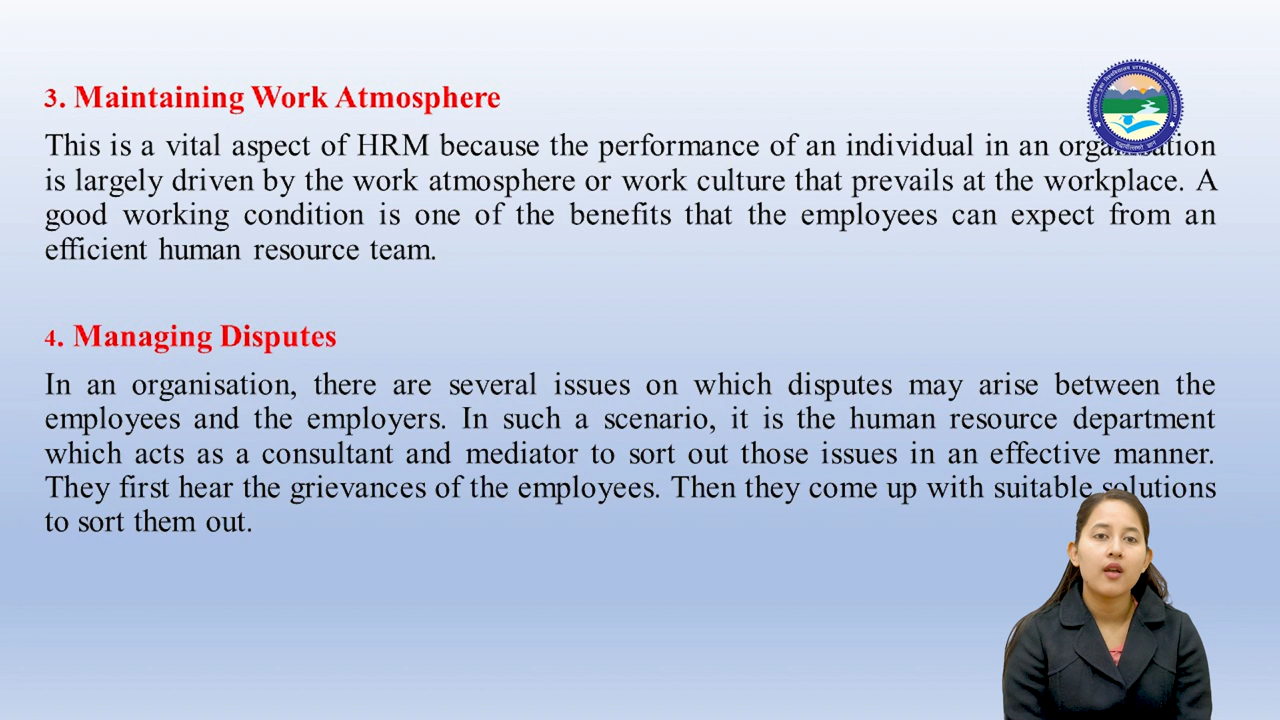 3. Maintaining Work Atmosphere
This is a vital aspect of HRM because the performance of an individual in an organisation
is largely driven by the work atmosphere or work culture that prevails at the workplace. A
good working condition is one of the benefits that the employees can expect from an
efficient human resource team.
4. Managing Disputes
In an organisation, there are several issues on which disputes may arise between the
employees and the employers. In such a scenario, it is the human resource department
which acts as a consultant and mediator to sort out those issues in an effective manner.
They first hear the grievances of the employees. Then they come up with suitable solutions
to sort them out.
UTTARAKHAND OPEN UNIVERSITY